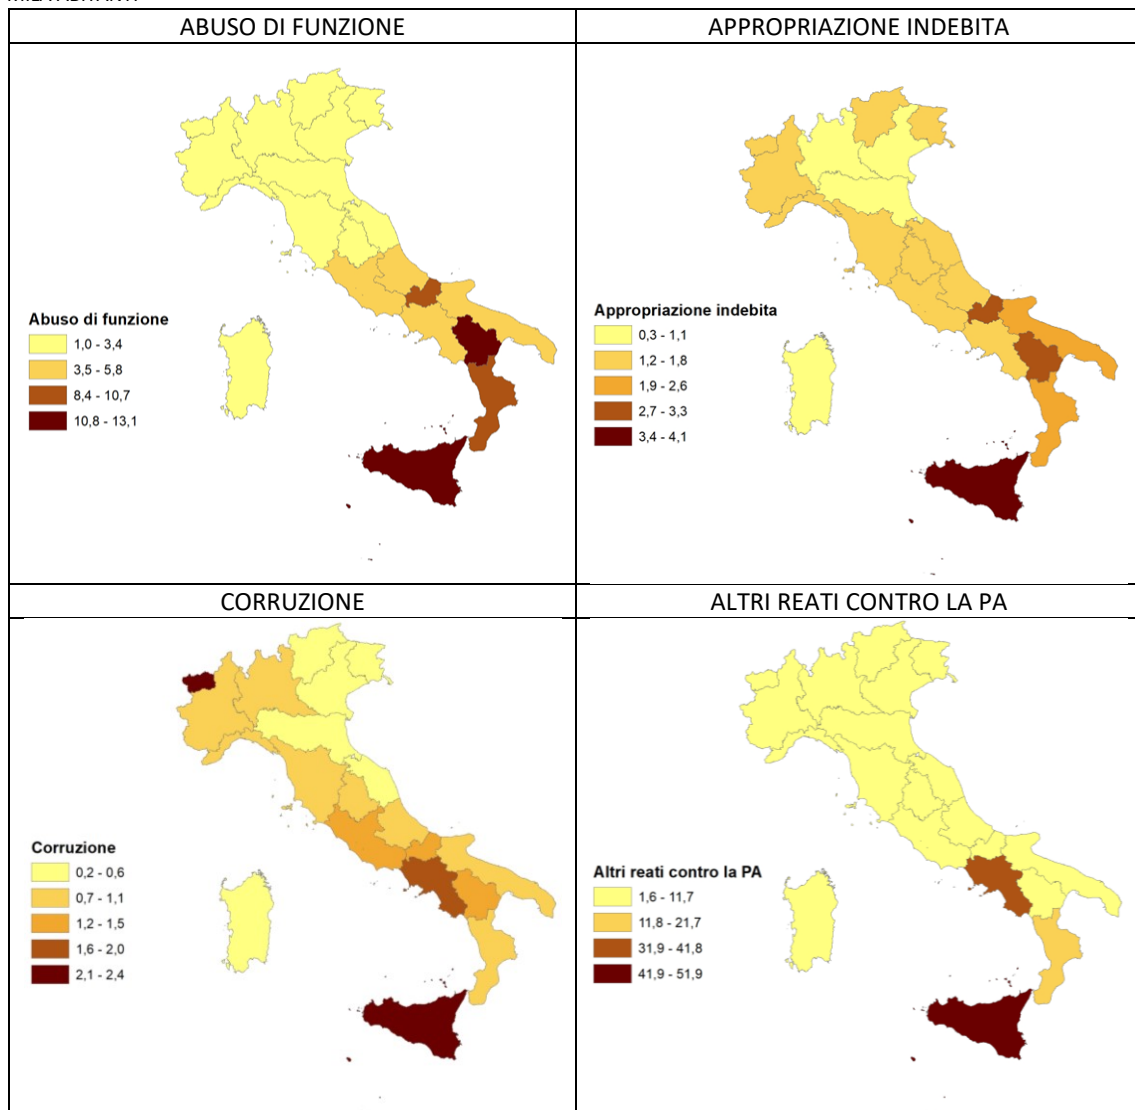 ABUSO DI FUNZIONE
APPROPRIAZIONE INDEBITA
Abuso di funzione
1,0 - 3,4
3,5 - 5,8
8,4 - 10,7
10,8 - 13,1
Appropriazione indebita
0,3 - 1,1
1,2 - 1,8
1,9 - 2,6
2,7 - 3,3
3,4 - 4,1
CORRUZIONE
ALTRI REATI CONTRO LA PA
Corruzione
0,2 - 0,6
0,7 - 1,1
1,2 - 1,5
1,6 - 2,0
2,1 - 2,4
Altri reati contro la PA
1,6 - 11,7
11,8 - 21,7
31,9 - 41,8
41,9 - 51,9